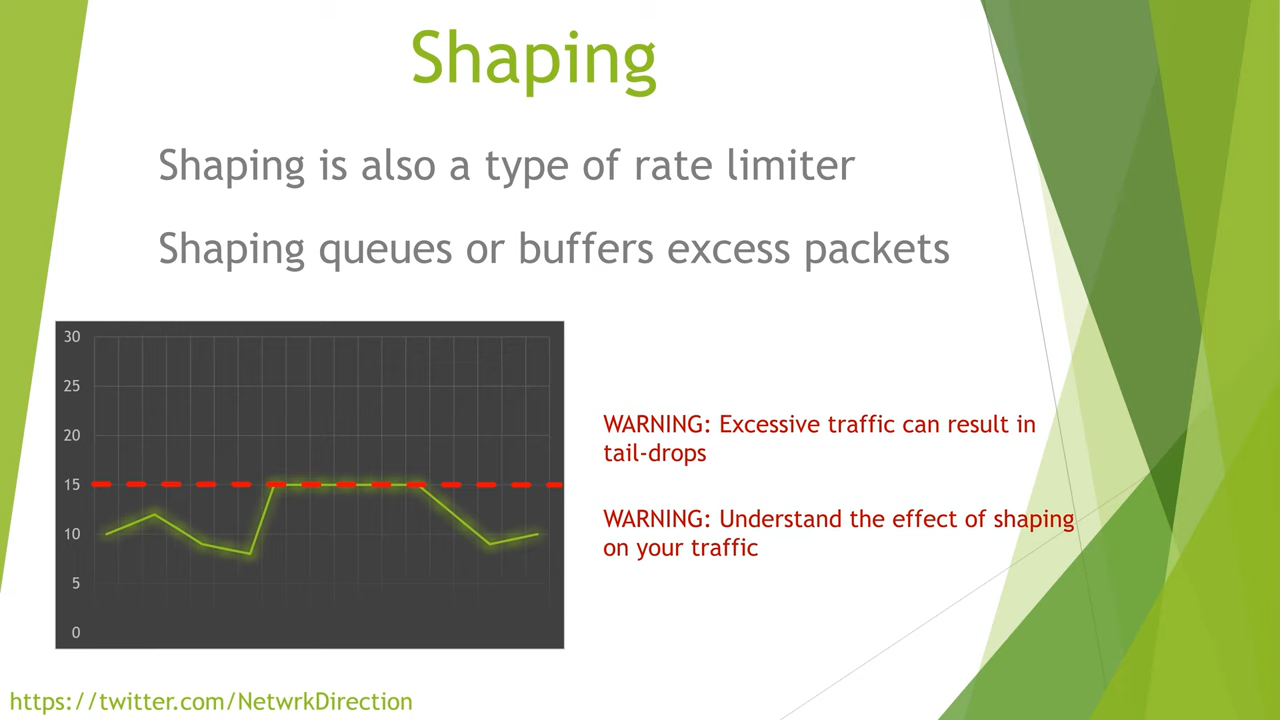 Shaping
Shaping is also a type of rate limiter
Shaping queues or buffers excess packets
30
25
20
15
10
5
0
WARNING: Excessive traffic can result in
tail-drops
WARNING: Understand the effect of shaping
on your traffic
https://twitter.com/NetwrkDirection